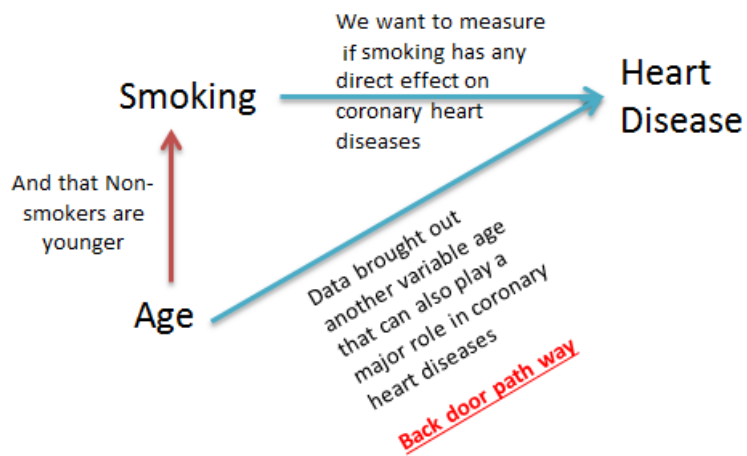 We want to measure
if smoking has any
direct effect on
coronary heart
diseases
Smoking
Heart
Disease
And that Non-
smokers are
younger
Age
Data brought out
another variable age
that can also play a
major role in coronary
heart diseases
Back door path way